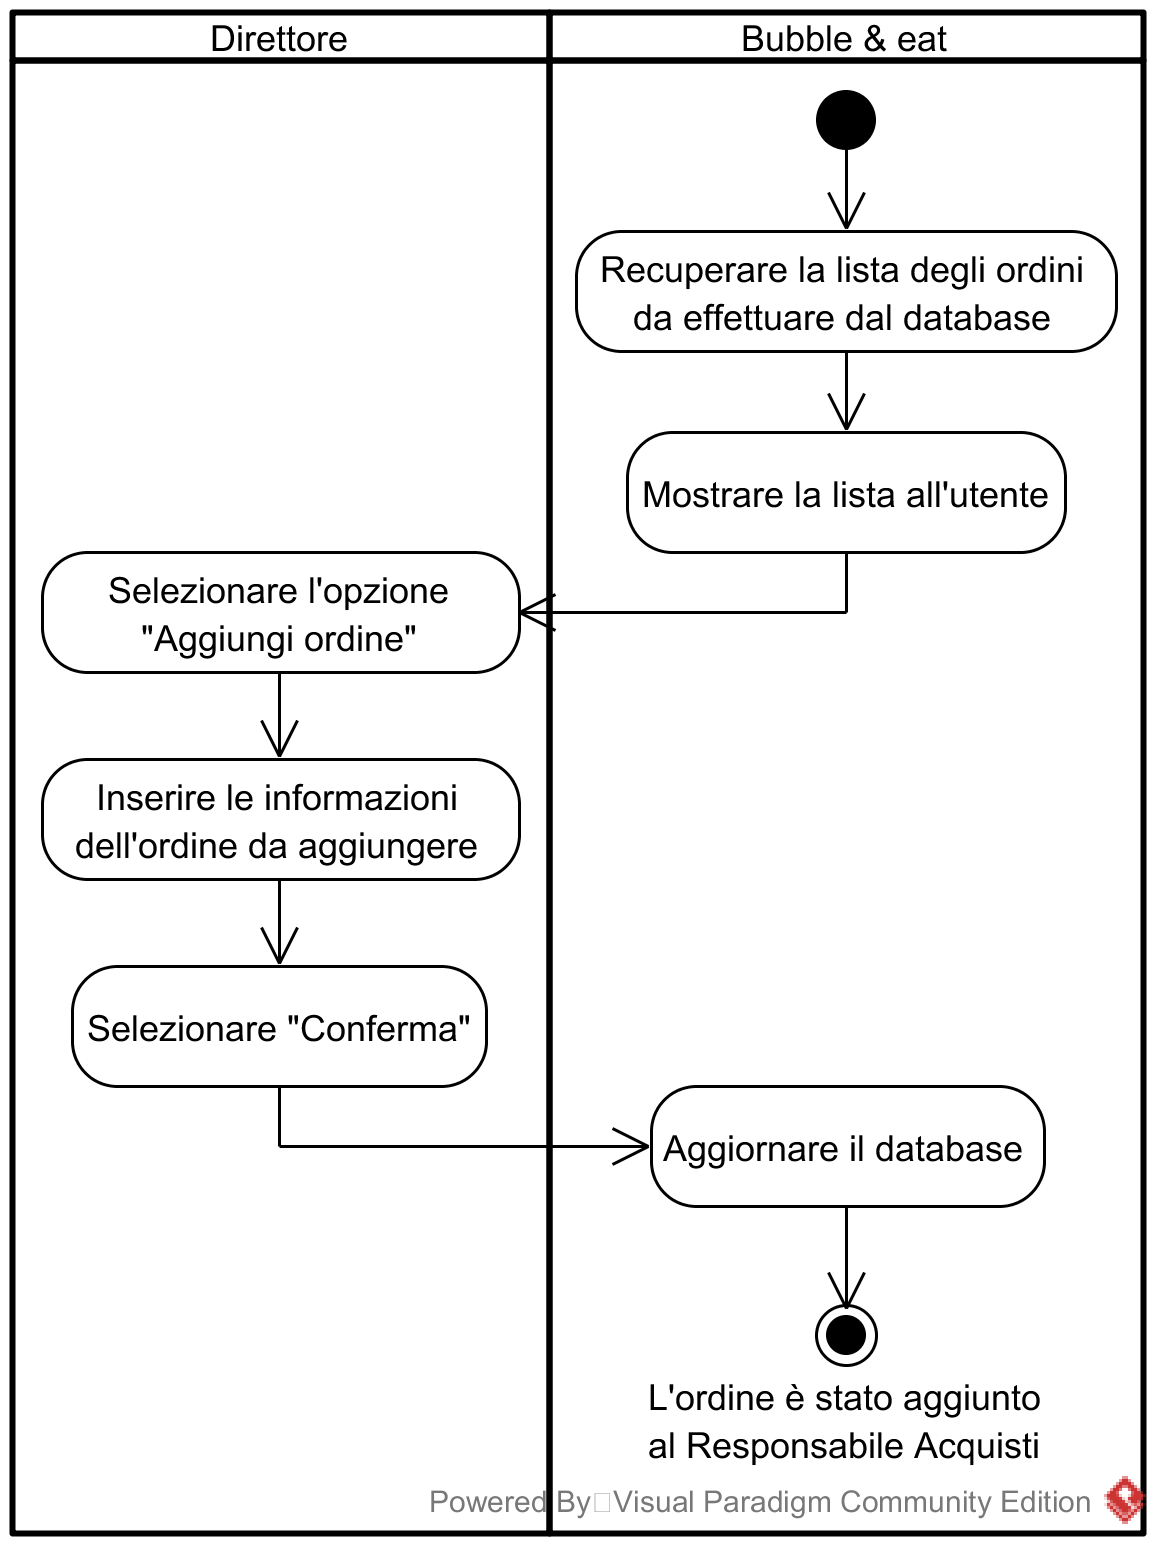 Direttore
Bubble & eat
Recuperare la lista degli ordini
da effettuare dal database
Mostrare la lista all'utente
Selezionare l'opzione
"Aggiungi ordine"
Inserire le informazioni
dell'ordine da aggiungere
Selezionare "Conferma"
Aggiornare il database
L'ordine è stato aggiunto
al Responsabile Acquisti
Powered By Visual Paradigm Community Edition